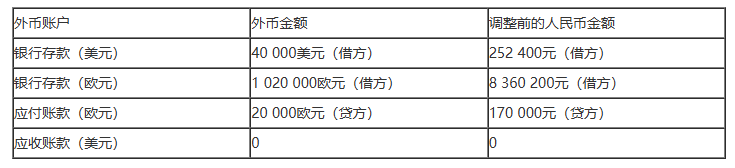 外币账户 外币金额 调整前的人民币金额
银行存款（美元） 40 000美元（借方） 252 400元（借方）
银行存款（欧元） 1 020 000欧元（借方） 8 360 200元（借方）
应付账款（欧元） 20 000欧元（贷方） 170 000元（贷方）
应收账款（美元） 0 0